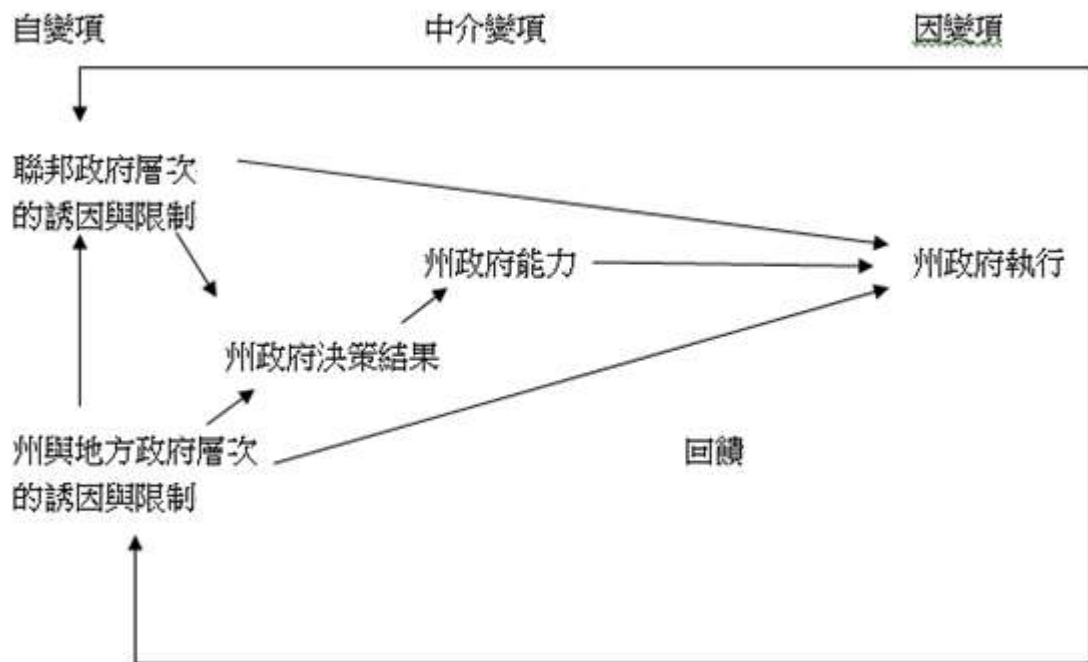 自變項 中介變項 因變項
聯邦政府層次
的誘因與限制
州政府能力 州政府執行
州政府決策結果
州與地方政府層次 回饋
的誘因與限制